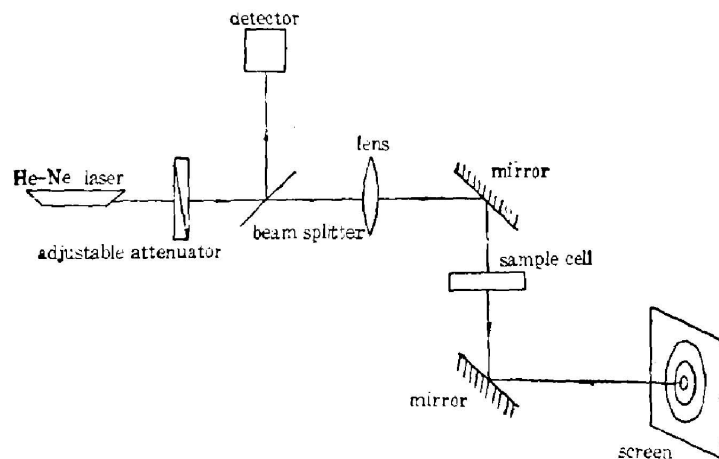 detector
lens
He-Ne laser
mirror
beam splitter
adjustable attenuator
sample cell
mirror
screen